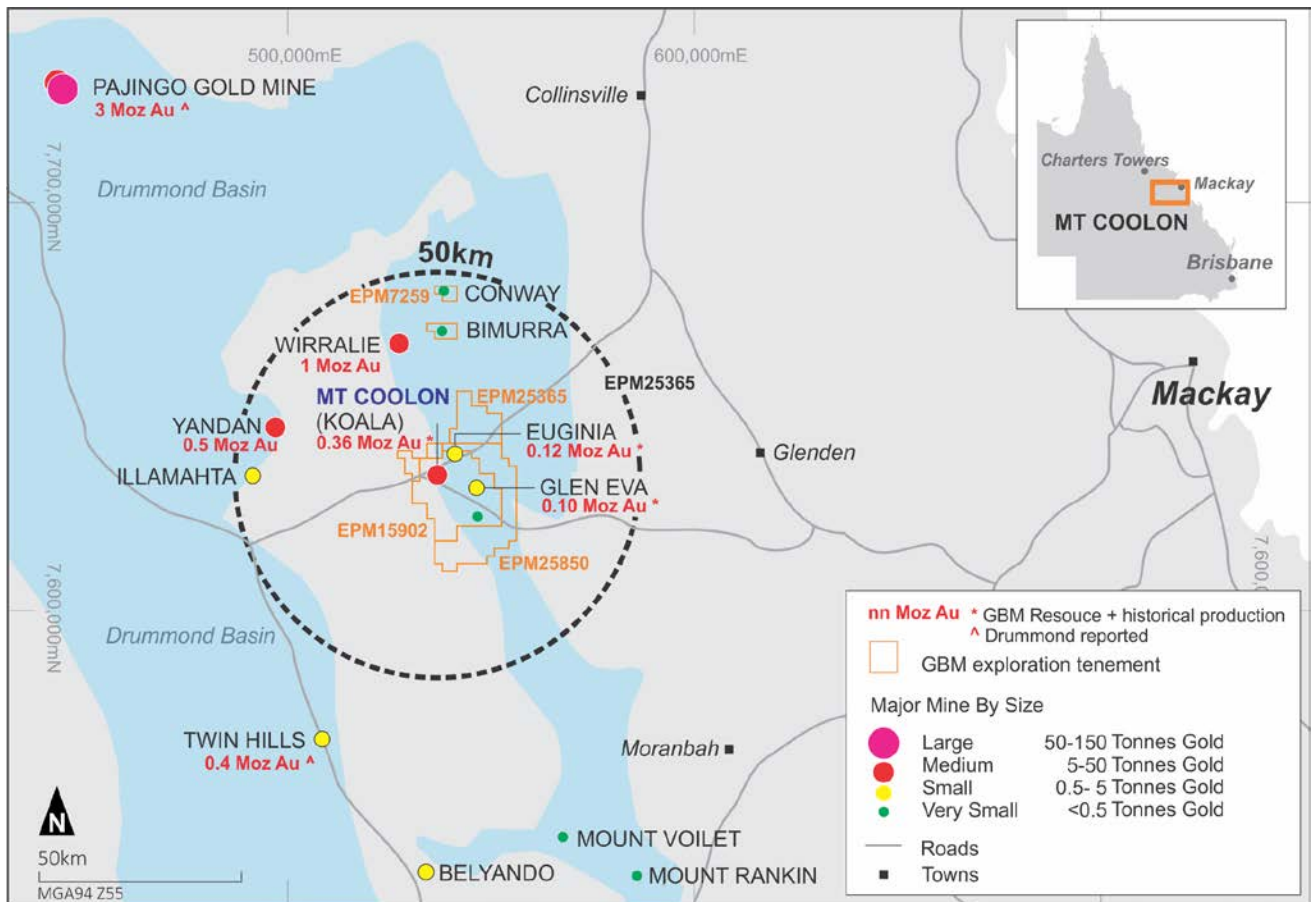 500,000mE
600,000mE
PAJINGO GOLD MINE
3 Moz Au ^
Collinsville
7,700,000mN
Drummond Basin
Charters Towers
Mackay
MT COOLON
Brisbane
50km
EPM7259
CONWAY
BIMURRA
WIRRALIE
1 Moz Au
EPM25365
Mackay
MT COOLON
(KOALA)
0.36 Moz Au *
EPM25365
YANDAN
0.5 Moz Au
EUGINIA
0.12 Moz Au *
Glenden
ILLAMAHTA
GLEN EVA
0.10 Moz Au *
EPM15902
EPM25850
7,600,000mN
7,600,0
Drummond Basin
nn Moz Au * GBM Resouce + historical production
^ Drummond reported
GBM exploration tenement
Major Mine By Size
Large 50-150 Tonnes Gold
Medium 5-50 Tonnes Gold
Small 0.5- 5 Tonnes Gold
Very Small <0.5 Tonnes Gold
Roads
Towns
TWIN HILLS
0.4 Moz Au ^
Moranbah
N
50km
MGA94 Z55
MOUNT VOILET
BELYANDO
MOUNT RANKIN